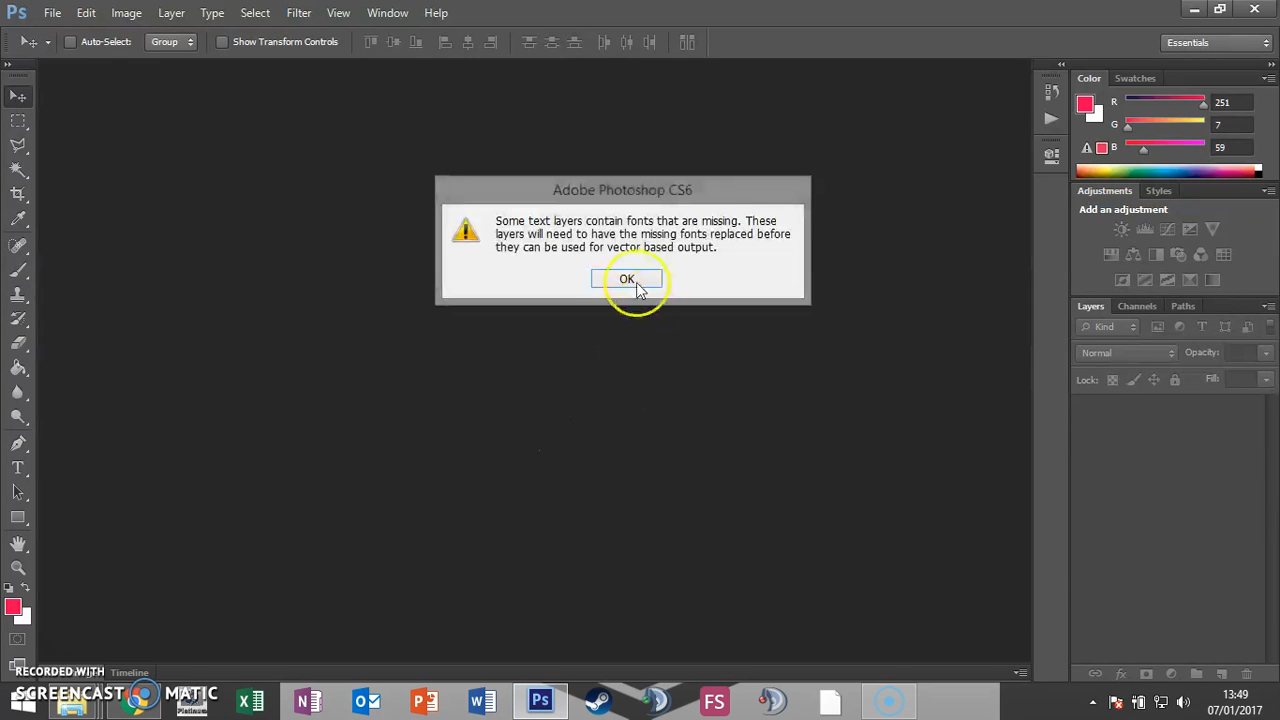 Ps File Edit Image Layer Type Select Filter View Window Help
Auto-Select: Group Show Transform Controls Essentials
Color Swatches
R 251
G 7
B 59
Adjustments Styles
Add an adjustment
Layers Channels Paths
Kind
Normal Opacity:
Lock: Fill:
Adobe Photoshop CS6
Some text layers contain fonts that are missing. These
layers will need to have the missing fonts replaced before
they can be used for vector based output.
OK
Timeline
RECORDED WITH
SCREENCAST MATIC
Platinum
Ps
FS
13:49
07/01/2017